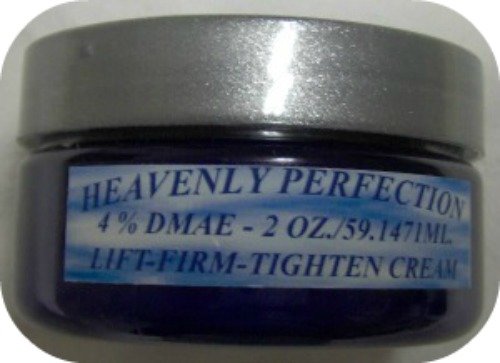 HEAVENLY PERFECTION
4 % DMAE - 2 OZ./59.1471ML.
LIFT-FIRM-TIGHTEN CREAM